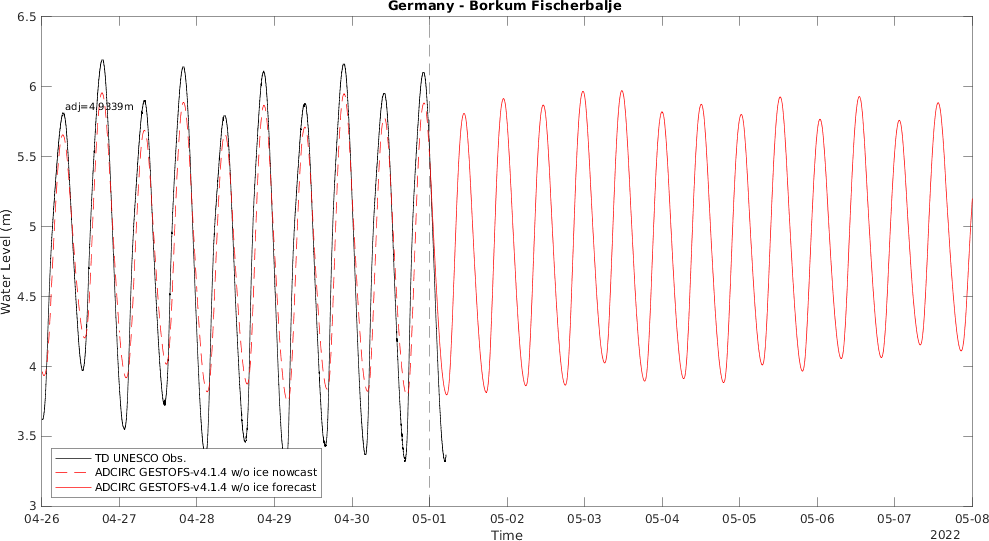 Germany - Borkum Fischerbalje
6.5
6
5.5
5
4.5
4
3.5
3
Water Level (m)
adj=4.9339m
TD UNESCO Obs.
ADCIRC GESTOFS-v4.1.4 w/o ice nowcast
ADCIRC GESTOFS-v4.1.4 w/o ice forecast
04-26 04-27 04-28 04-29 04-30 05-01 05-02 05-03 05-04 05-05 05-06 05-07 05-08
Time
2022